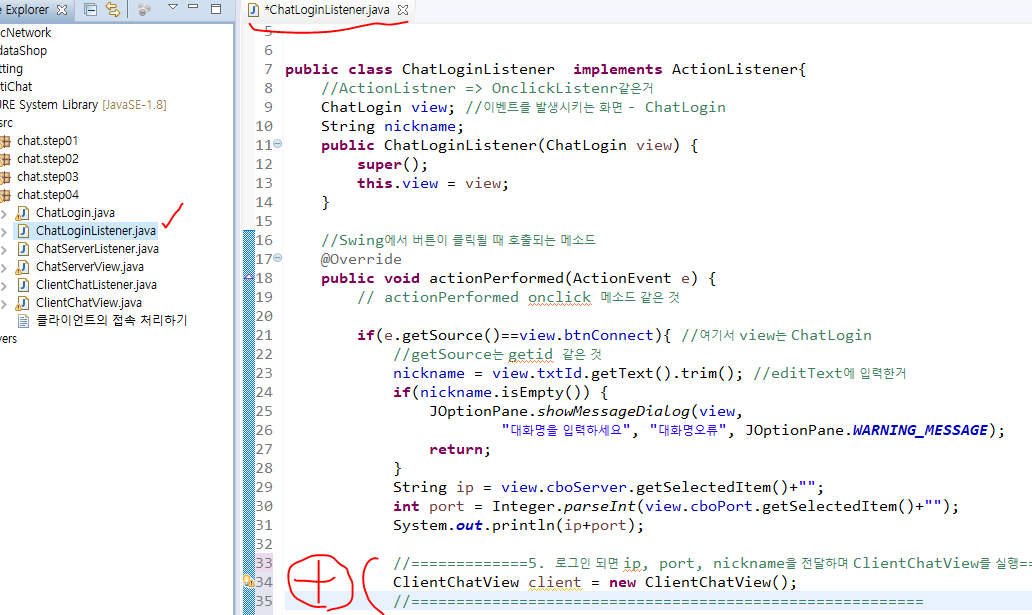 Explorer
*ChatLoginListener.java
cNetwork
dataShop
tting
tiChat
RE System Library [JavaSE-1.8]
src
chat.step01
chat.step02
chat.step03
chat.step04
ChatLogin.java
ChatLoginListener.java
ChatServerListener.java
ChatServerView.java
ClientChatListener.java
ClientChatView.java
클라이언트의 접속 처리하기
vers
5
6
7 public class ChatLoginListener  implements ActionListener{
8 //ActionListner => OnclickListenr같은거
9 ChatLogin view; //이벤트를 발생시키는 화면 - ChatLogin
10 String nickname;
11 public ChatLoginListener(ChatLogin view) {
12 super();
13 this.view = view;
14 }
15
16 //Swing에서 버튼이 클릭될 때 호출되는 메소드
17 @Override
18 public void actionPerformed(ActionEvent e) {
19 // actionPerformed onclick 메소드 같은 것
20
21 if(e.getSource()==view.btnConnect){ //여기서 view는 ChatLogin
22 //getSource는 getid 같은 것
23 nickname = view.txtId.getText().trim(); //editText에 입력한거
24 if(nickname.isEmpty()) {
25 JOptionPane.showMessageDialog(view,
26 "대화명을 입력하세요", "대화명오류", JOptionPane.WARNING_MESSAGE);
27 return;
28 }
29 String ip = view.cboServer.getSelectedItem()+"";
30 int port = Integer.parseInt(view.cboPort.getSelectedItem()+"");
31 System.out.println(ip+port);
32
33 //=============5. 로그인 되면 ip, port, nickname을 전달하며 ClientChatView를 실행==
34 ClientChatView client = new ClientChatView();
35 //=========================================================